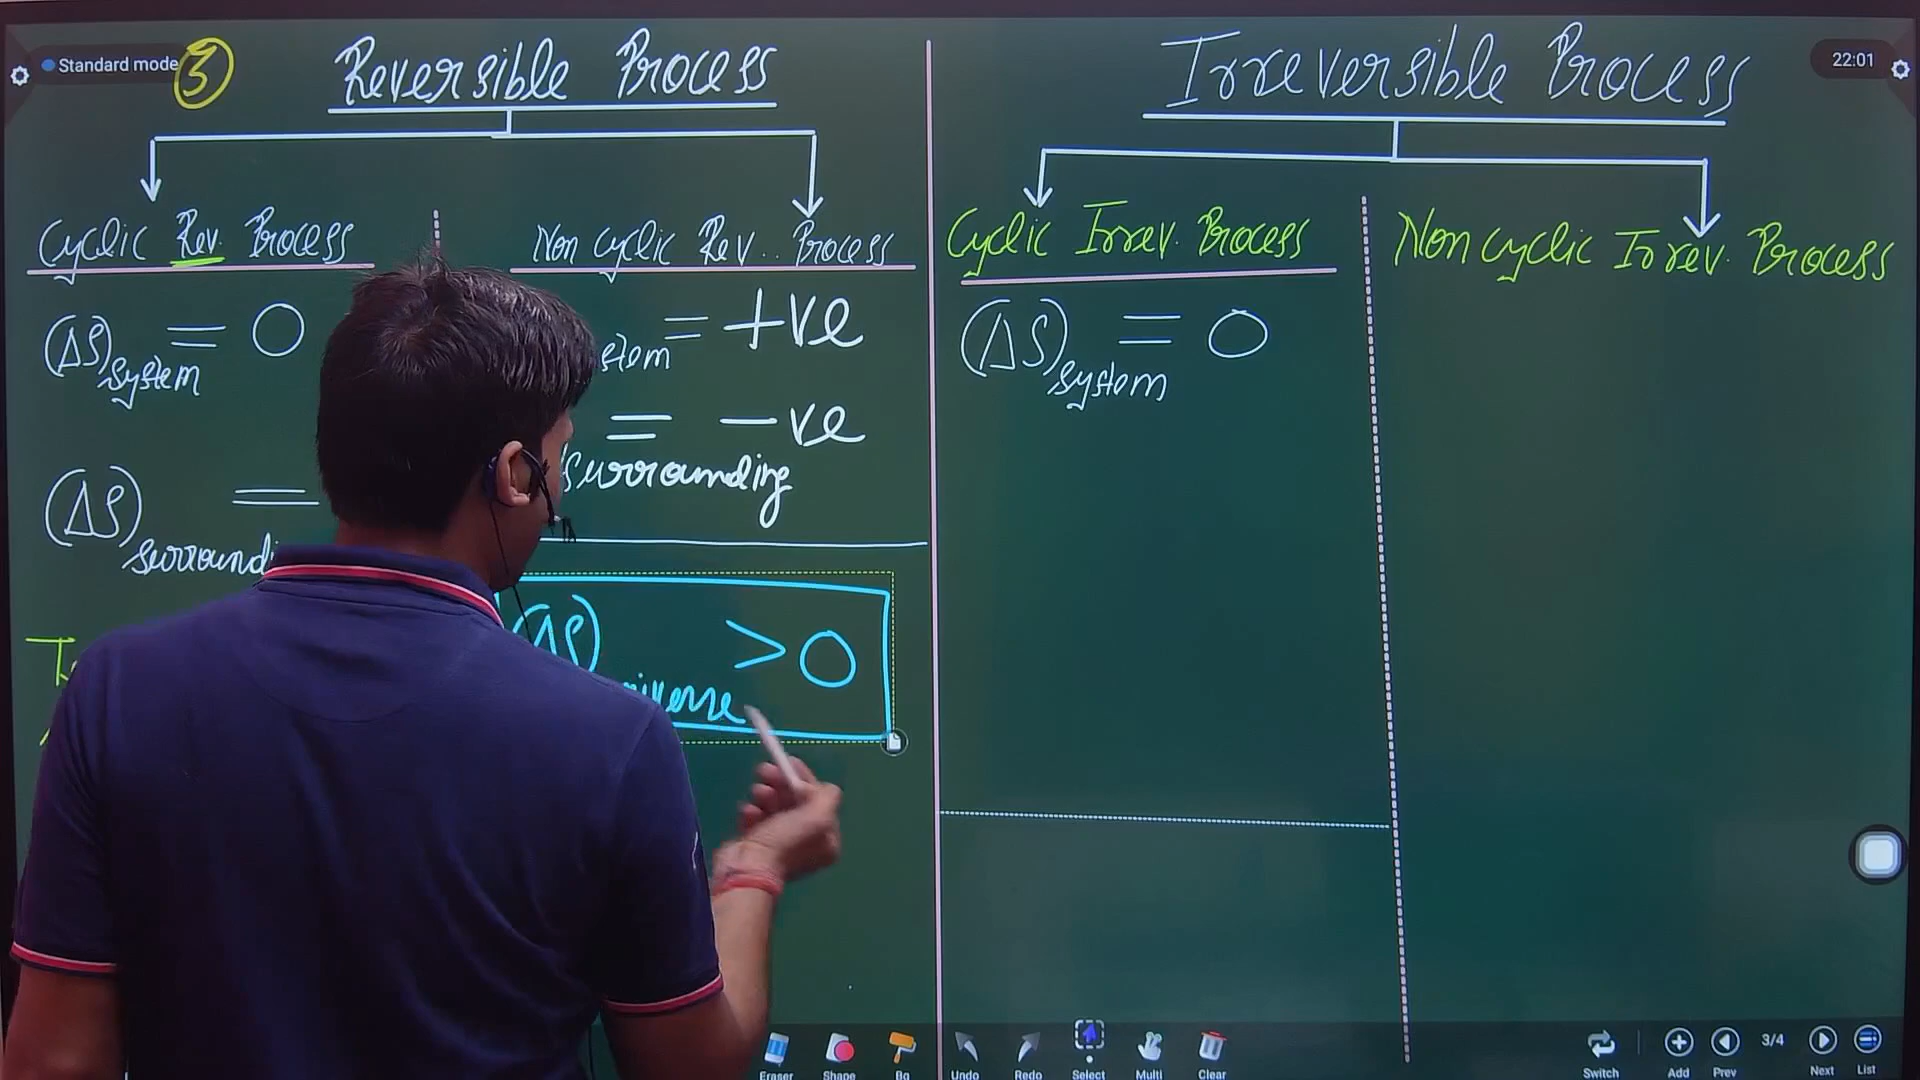 Standard mode
3
Reversible Process
Irreversible Process
22:01
Cyclic Rev. Process
Non Cyclic Rev.. Process
Cyclic Irrev. Process
Non Cyclic Irrev. Process
(ΔS)system = 0
= +ve
(ΔS)system = 0
= -ve
surrounding
(ΔS) =
(ΔS) > 0
Eraser
Shape
Bg
Undo
Redo
Select
Multi
Clear
Switch
Add
Prev
3/4
Next
List